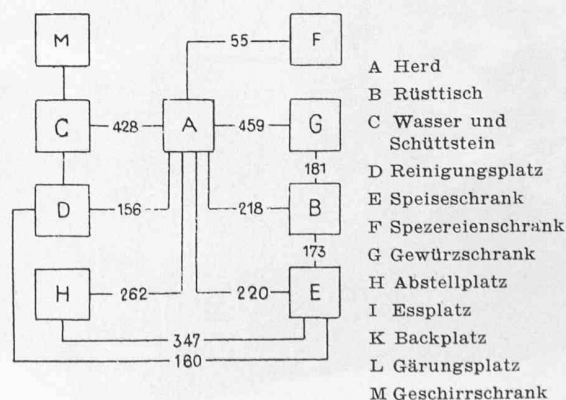 M
55
F
C
428
A
459
G
181
D
156
218
B
173
H
262
220
E
347
180
A Herd
B Rüsttisch
C Wasser und
Schüttstein
D Reinigungsplatz
E Speiseschrank
F Spezereienschrank
G Gewürzschrank
H Abstellplatz
I Essplatz
K Backplatz
L Gärungsplatz
M Geschirrschrank